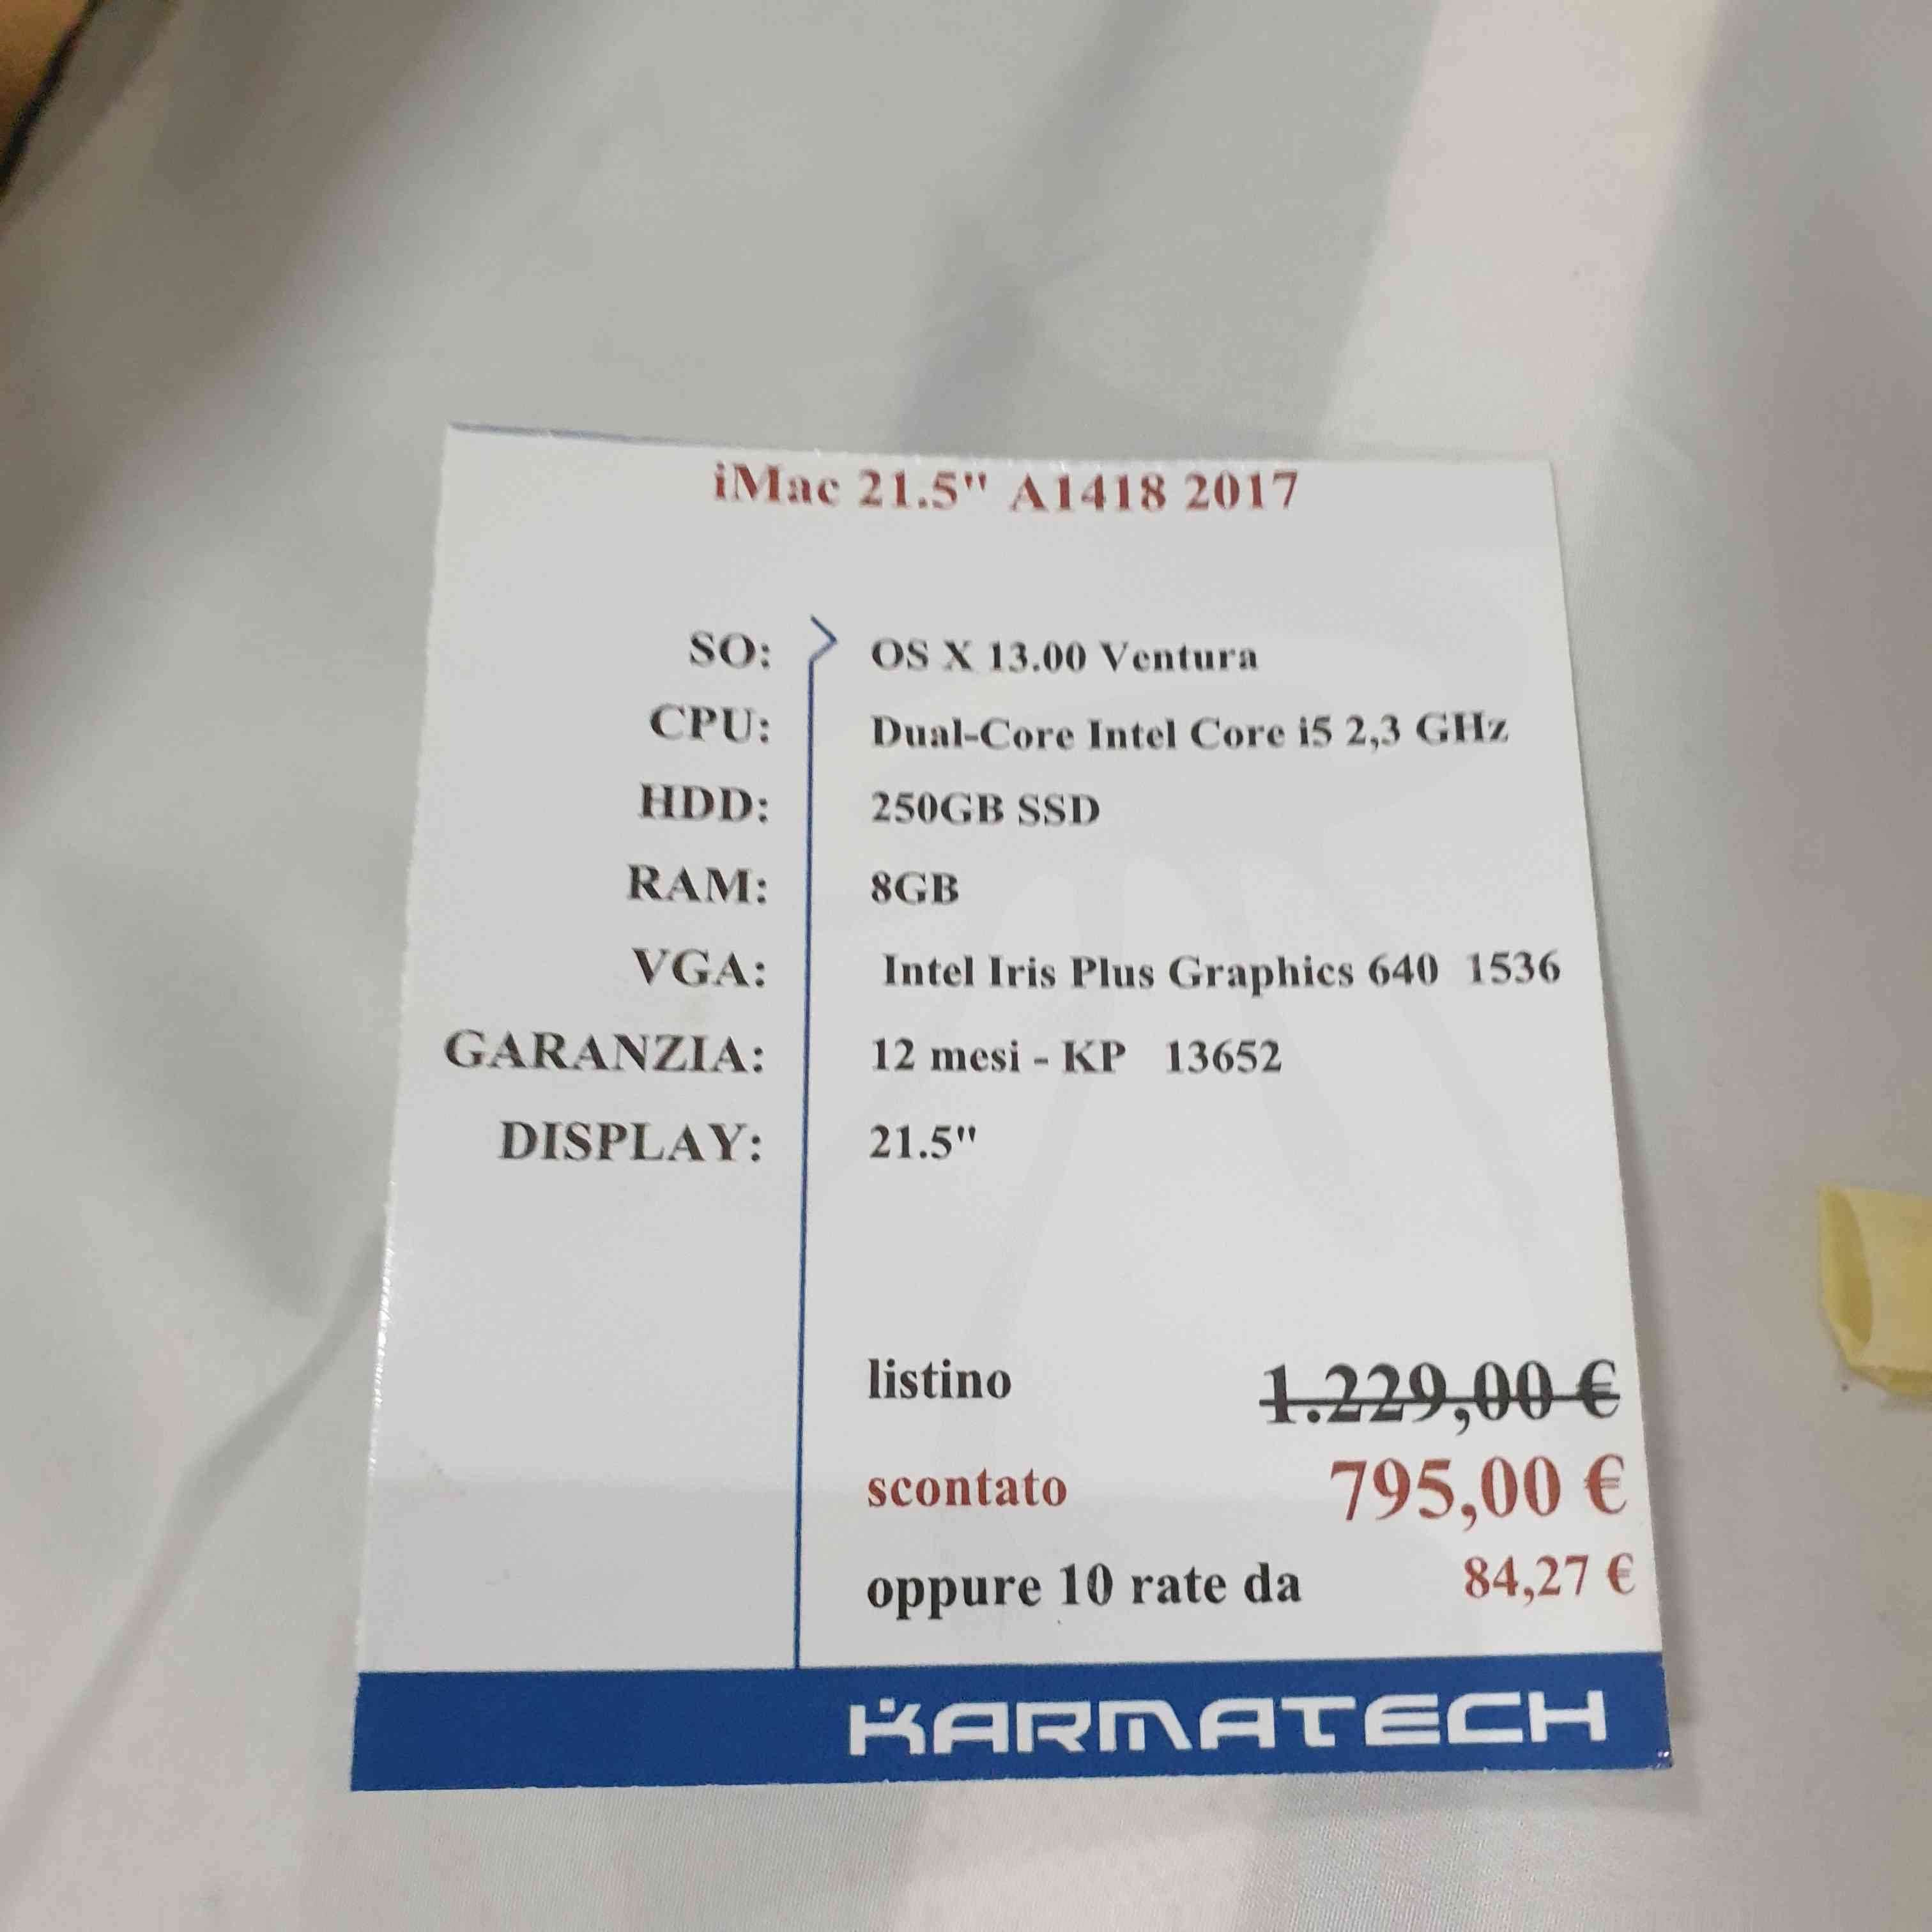 iMac 21.5" A1418 2017
SO: OS X 13.00 Ventura
CPU: Dual-Core Intel Core i5 2,3 GHz
HDD: 250GB SSD
RAM: 8GB
VGA: Intel Iris Plus Graphics 640 1536
GARANZIA: 12 mesi - KP 13652
DISPLAY: 21.5"
listino 1.229,00 €
scontato 795,00 €
oppure 10 rate da 84,27 €
KARMATECH